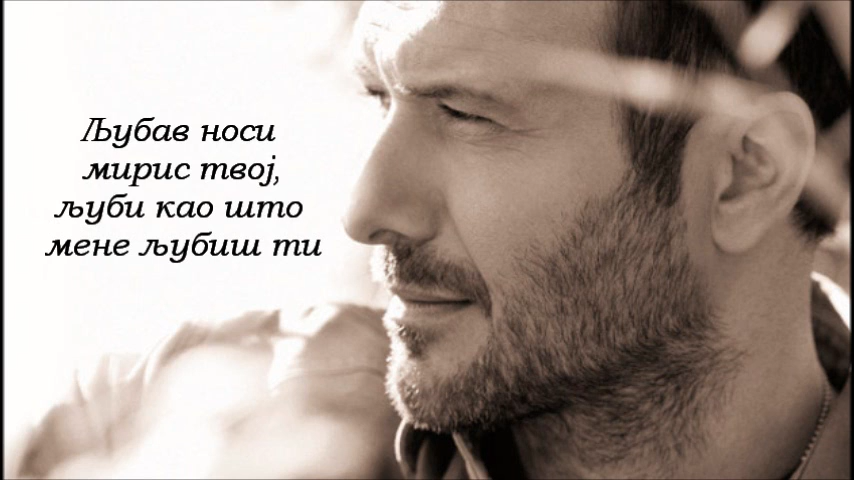 Љубав носи
мирис твој,
љуби као што
мене љубиш ти